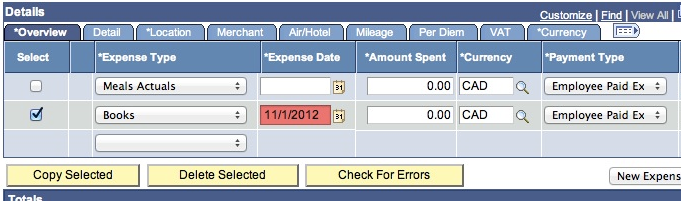 Details
Customize | Find | View All |
*Overview Detail *Location Merchant Air/Hotel Mileage Per Diem VAT *Currency
Select *Expense Type *Expense Date *Amount Spent *Currency *Payment Type
Meals Actuals 31 0.00 CAD Employee Paid Ex
Books 11/1/2012 31 0.00 CAD Employee Paid Ex
Copy Selected Delete Selected Check For Errors New Expens
Totals